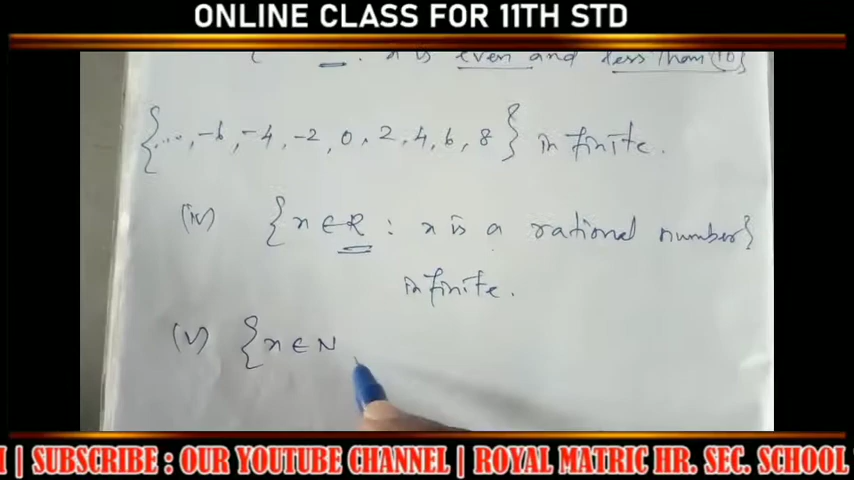 ONLINE CLASS FOR 11TH STD
{ : x is even and less than 10}
{..., -6, -4, -2, 0, 2, 4, 6, 8} infinite.
(iv) {x ∈ R : x is a rational number}
infinite.
(v) {x ∈ N
| SUBSCRIBE : OUR YOUTUBE CHANNEL | ROYAL MATRIC HR. SEC. SCHOOL